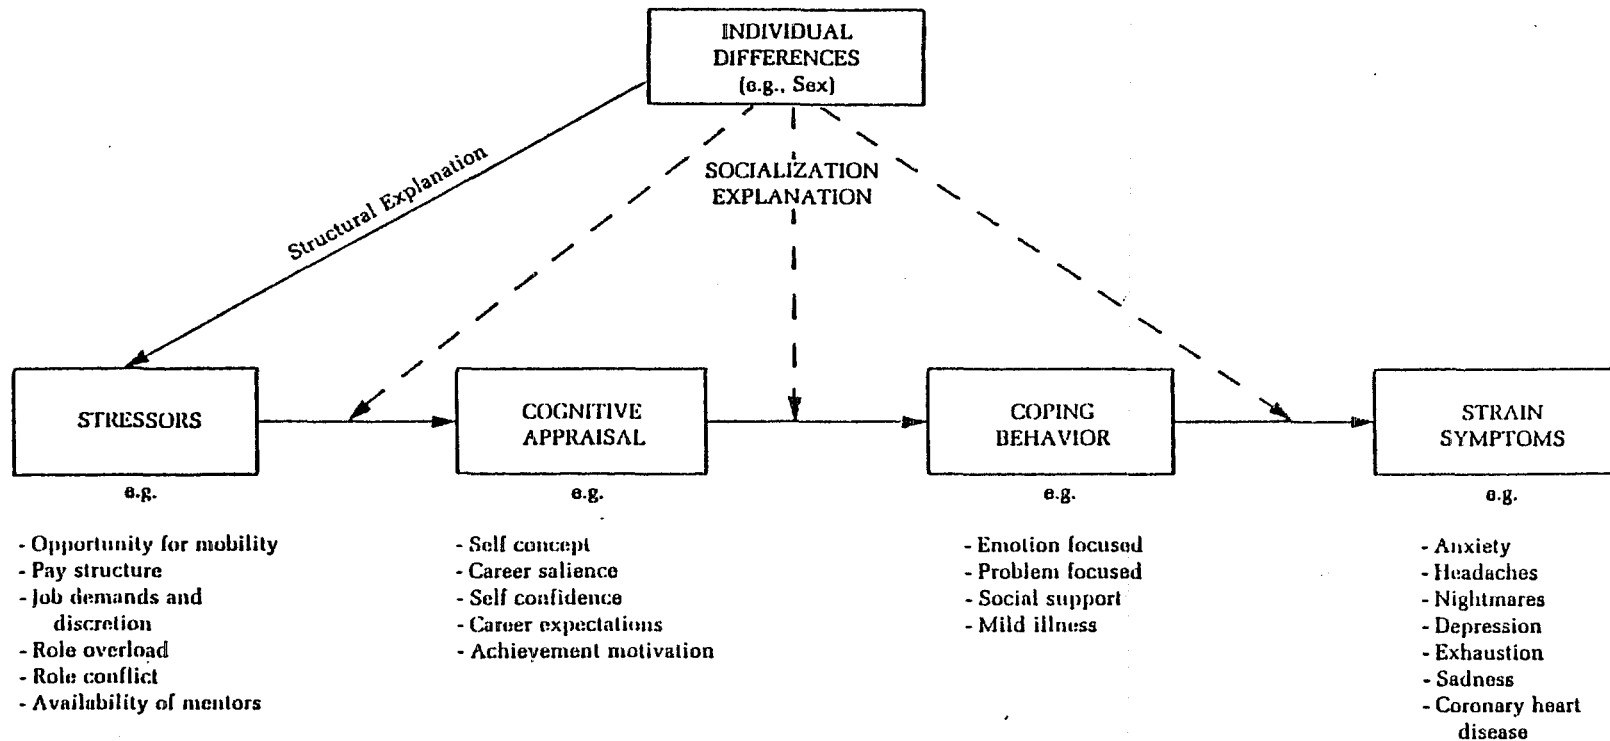 INDIVIDUAL
DIFFERENCES
(e.g., Sex)
Structural Explanation
SOCIALIZATION
EXPLANATION
STRESSORS
COGNITIVE
APPRAISAL
COPING
BEHAVIOR
STRAIN
SYMPTOMS
e.g.
- Opportunity for mobility
- Pay structure
- Job demands and
discretion
- Role overload
- Role conflict
- Availability of mentors
e.g.
- Self concept
- Career salience
- Self confidence
- Career expectations
- Achievement motivation
e.g.
- Emotion focused
- Problem focused
- Social support
- Mild illness
e.g.
- Anxiety
- Headaches
- Nightmares
- Depression
- Exhaustion
- Sadness
- Coronary heart
disease